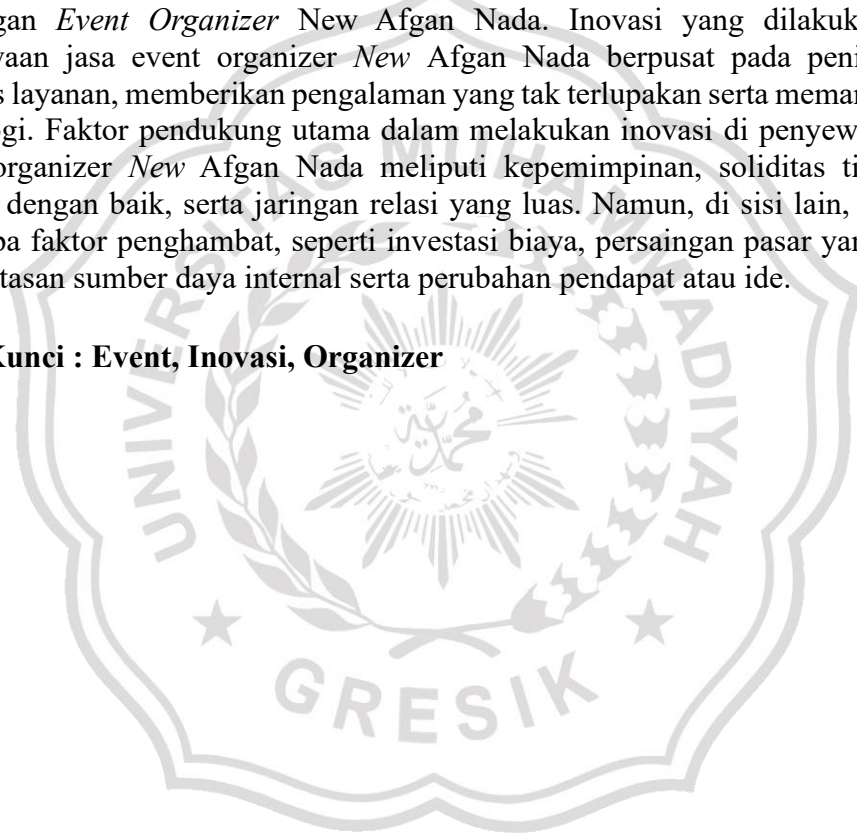 gan Event Organizer New Afgan Nada. Inovasi yang dilakuk
yaan jasa event organizer New Afgan Nada berpusat pada peni
s layanan, memberikan pengalaman yang tak terlupakan serta memar
ogi. Faktor pendukung utama dalam melakukan inovasi di penyew
organizer New Afgan Nada meliputi kepemimpinan, soliditas ti
dengan baik, serta jaringan relasi yang luas. Namun, di sisi lain,
pa faktor penghambat, seperti investasi biaya, persaingan pasar yan
tasan sumber daya internal serta perubahan pendapat atau ide.
Kunci : Event, Inovasi, Organizer
UNIVERSITAS MUHAMMADIYAH
GRESIK